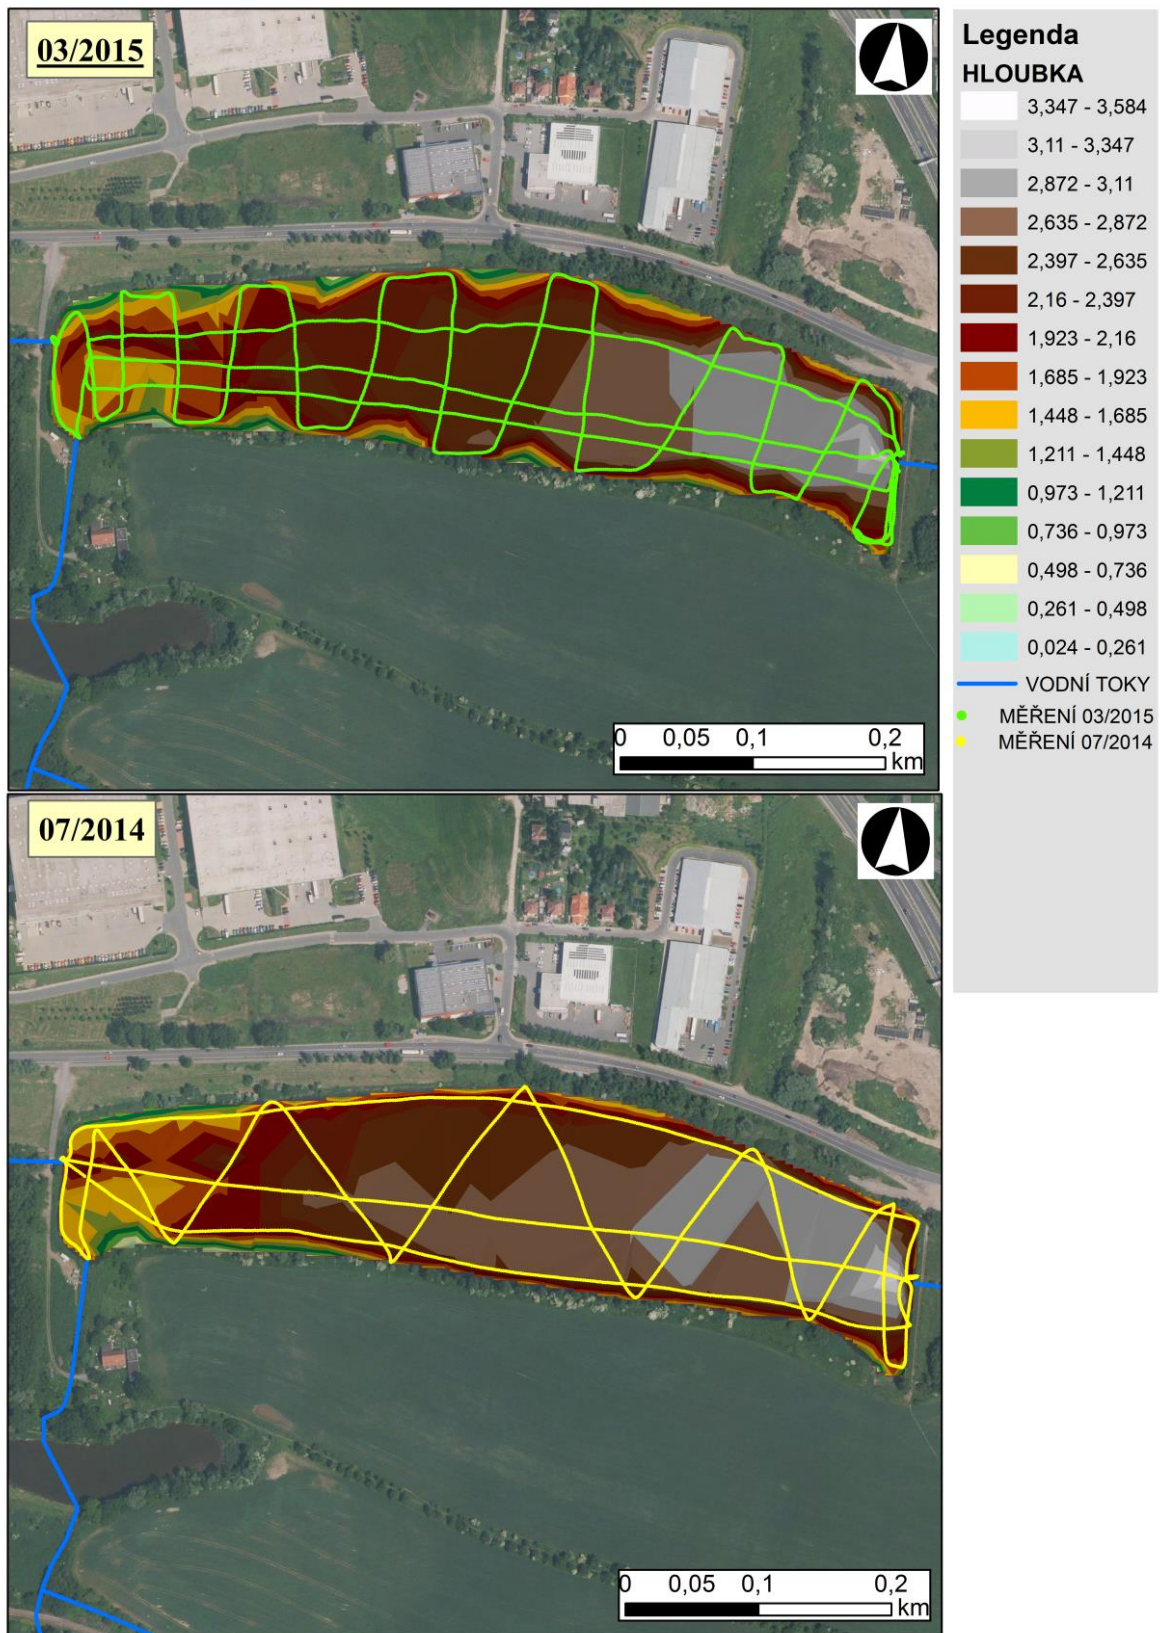 03/2015
0 0,05 0,1 0,2
km
07/2014
0 0,05 0,1 0,2
km
Legenda
HLOUBKA
3,347 - 3,584
3,11 - 3,347
2,872 - 3,11
2,635 - 2,872
2,397 - 2,635
2,16 - 2,397
1,923 - 2,16
1,685 - 1,923
1,448 - 1,685
1,211 - 1,448
0,973 - 1,211
0,736 - 0,973
0,498 - 0,736
0,261 - 0,498
0,024 - 0,261
VODNÍ TOKY
MĚŘENÍ 03/2015
MĚŘENÍ 07/2014